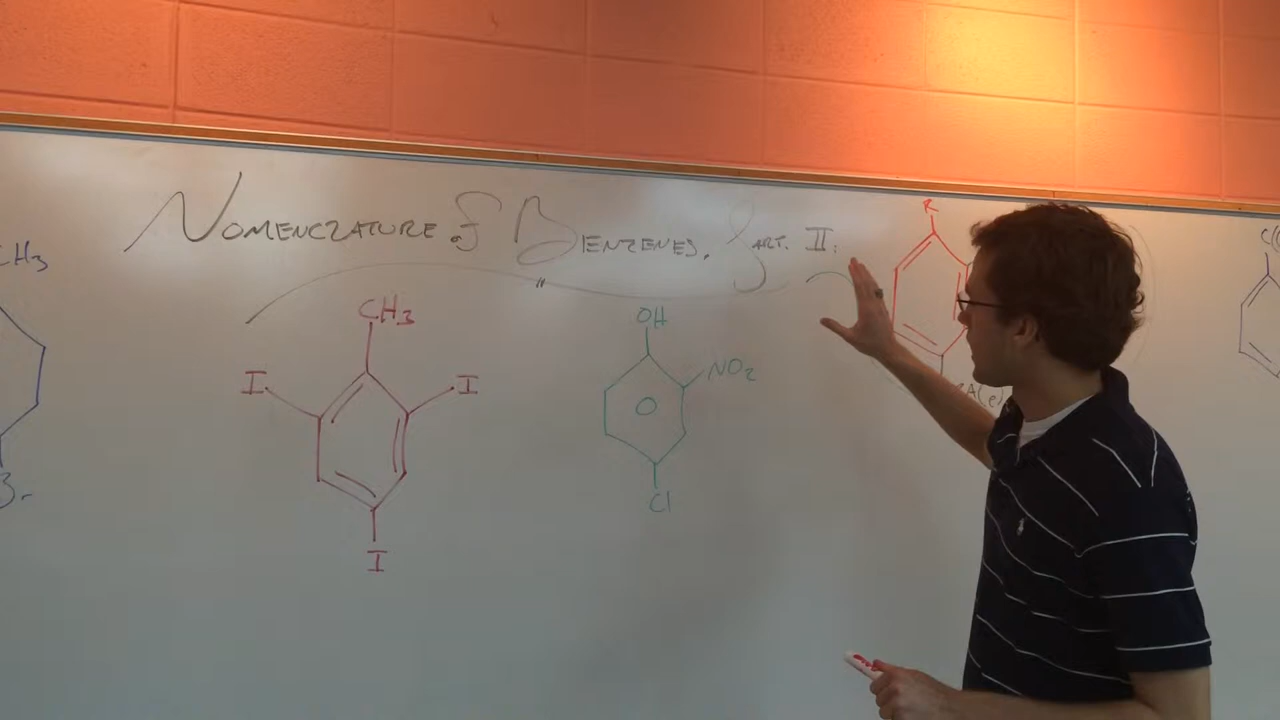 NOMENCLATURE of BENZENES, PART. II:
R
CH3
CH3
OH
I
I
NO2
Cl
I